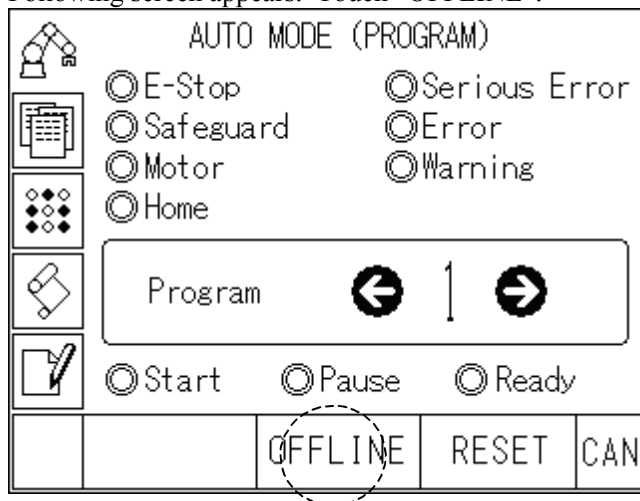 Following screen appears. Touch "OFFLINE".
AUTO MODE (PROGRAM)
E-Stop
Serious Error
Safeguard
Error
Motor
Warning
Home
Program
1
Start
Pause
Ready
OFFLINE
RESET
CAN